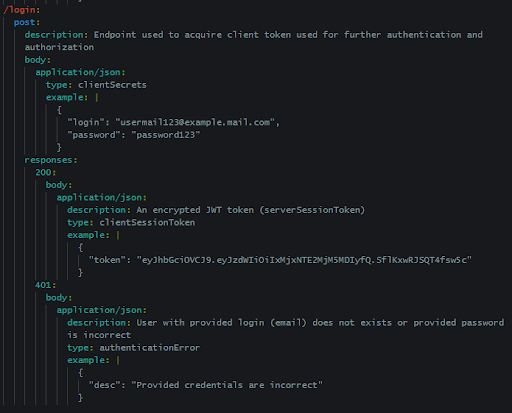 /login:
post:
description: Endpoint used to acquire client token used for further authentication and
authorization
body:
application/json:
type: clientSecrets
example: |
{
"login": "usermail123@example.mail.com",
"password": "password123"
}
responses:
200:
body:
application/json:
description: An encrypted JWT token (serverSessionToken)
type: clientSessionToken
example: |
{
"token": "eyJhbGciOVCJ9.eyJzdWIiOiIxMjxNTE2MjM5MDIyfQ.SflKxwRJSQT4fsw5c"
}
401:
body:
application/json:
description: User with provided login (email) does not exists or provided password
is incorrect
type: authenticationError
example: |
{
"desc": "Provided credentials are incorrect"
}